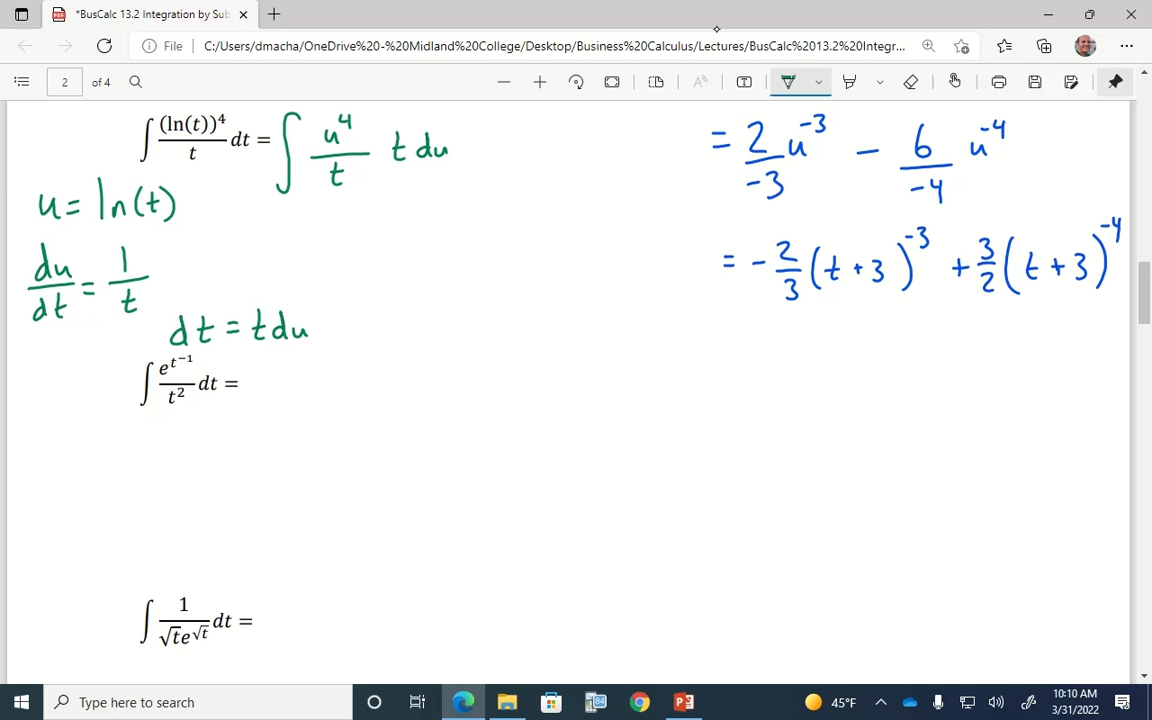 *BusCalc 13.2 Integration by Sub
File C:/Users/dmacha/OneDrive%20-%20Midland%20College/Desktop/Business%20Calculus/Lectures/BusCalc%2013.2%20Integr...
2 of 4
∫ (ln(t))⁴/t dt = ∫ u⁴/t t du
u = ln(t)
du/dt = 1/t
dt = t du
= 2/-3 u⁻³ - 6/-4 u⁻⁴
= -2/3 (t+3)⁻³ + 3/2 (t+3)⁻⁴
∫ e^(t⁻¹)/t² dt =
∫ 1/(√t e^√t) dt =
Type here to search
45°F
10:10 AM
3/31/2022